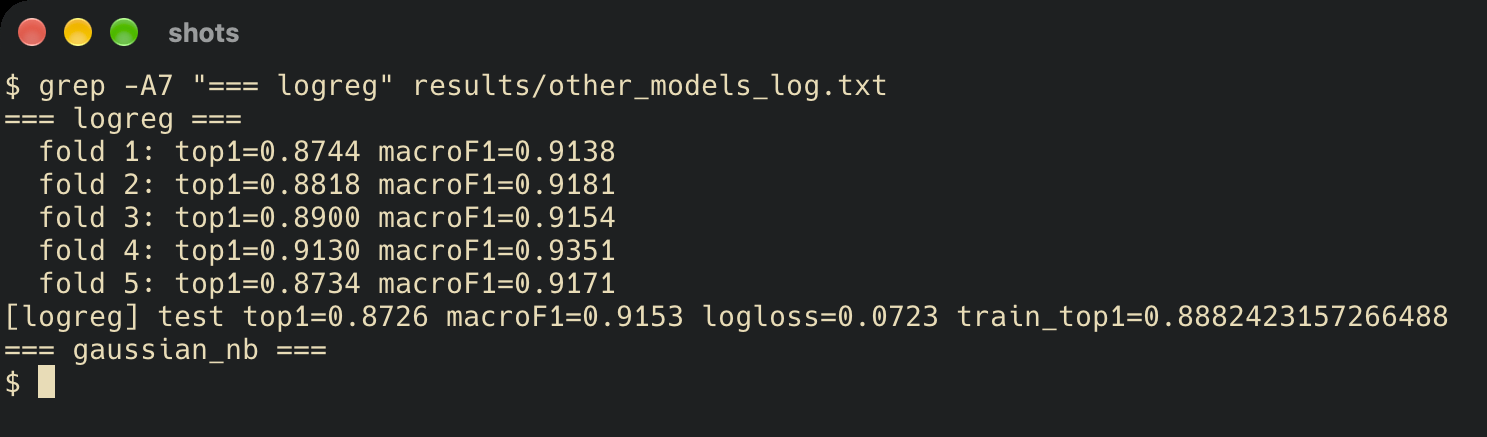 shots
$ grep -A7 "=== logreg" results/other_models_log.txt
=== logreg ===
  fold 1: top1=0.8744 macroF1=0.9138
  fold 2: top1=0.8818 macroF1=0.9181
  fold 3: top1=0.8900 macroF1=0.9154
  fold 4: top1=0.9130 macroF1=0.9351
  fold 5: top1=0.8734 macroF1=0.9171
[logreg] test top1=0.8726 macroF1=0.9153 logloss=0.0723 train_top1=0.8882423157266488
=== gaussian_nb ===
$